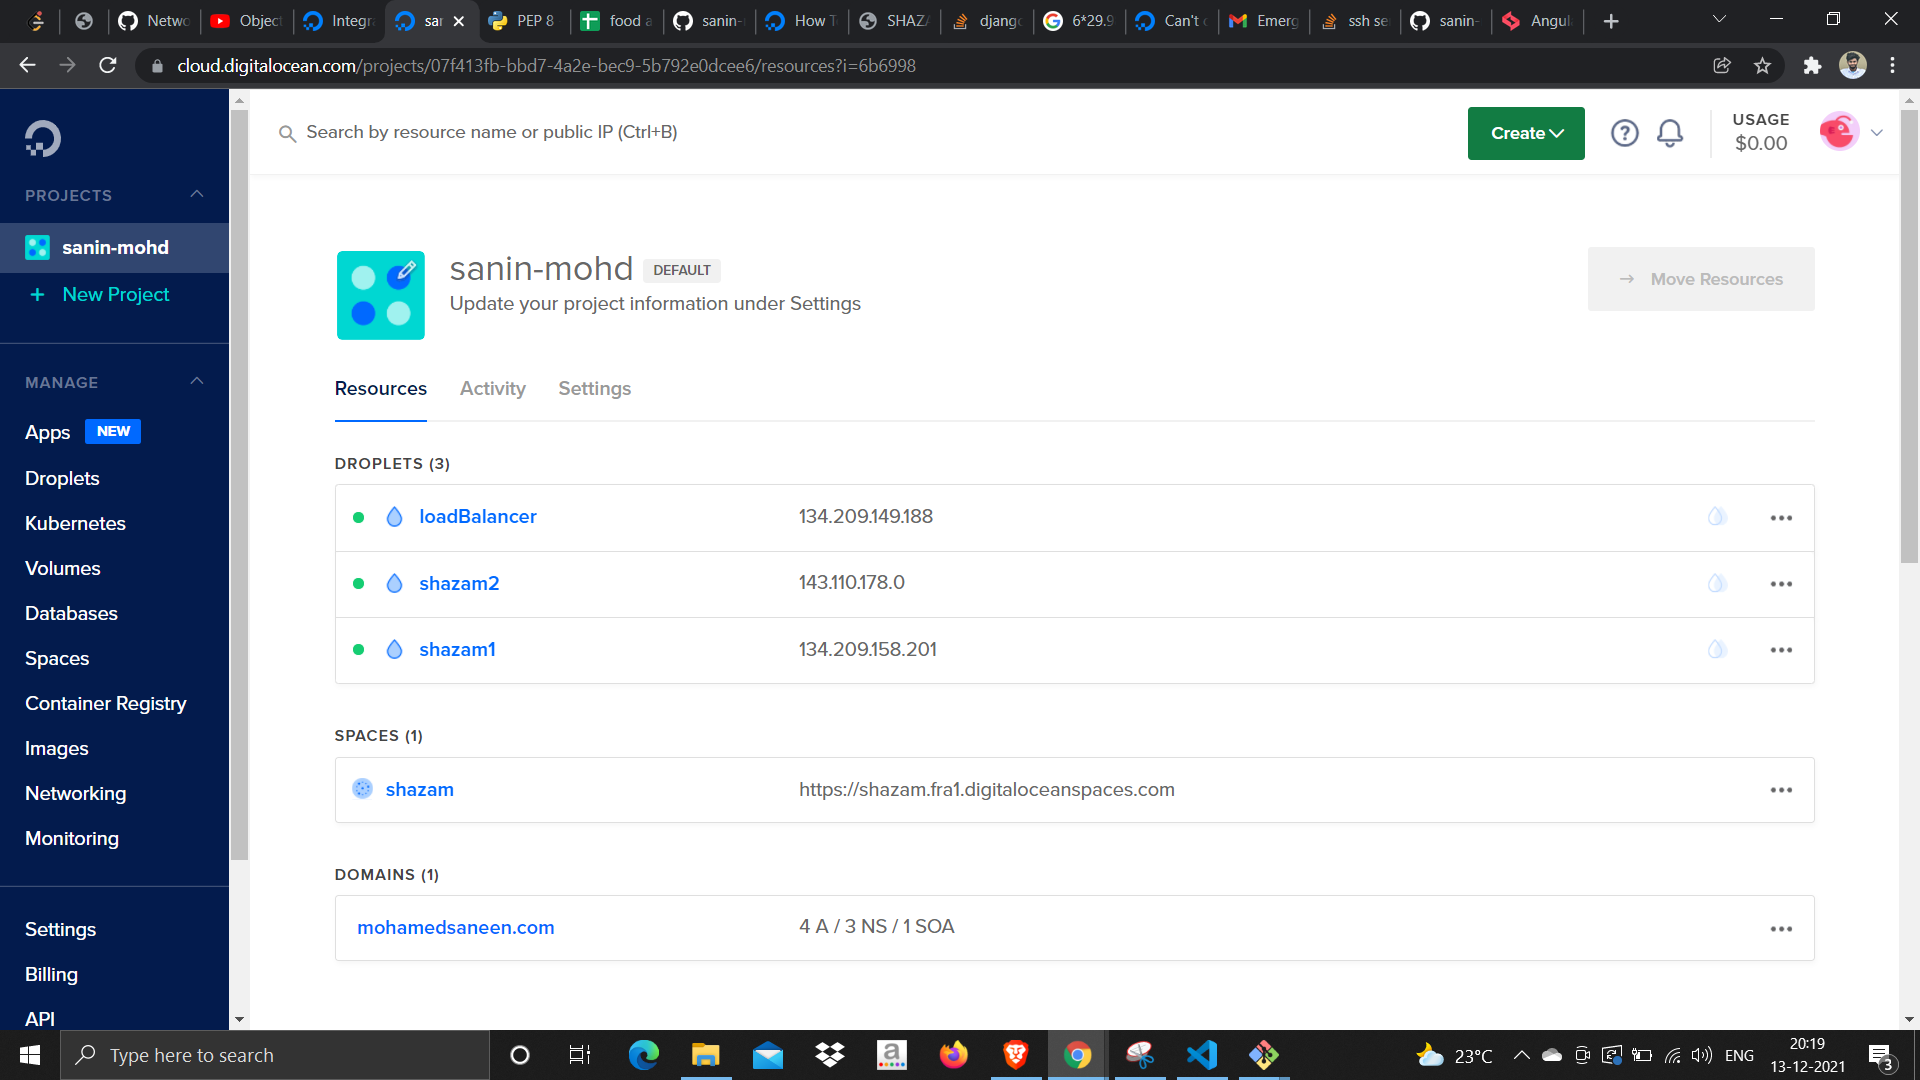 Netwo
Object
Integra
sar
PEP 8
food a
sanin-
How T
SHAZA
django
6*29.9
Can't c
Emerg
ssh se
sanin-
Angul
cloud.digitalocean.com/projects/07f413fb-bbd7-4a2e-bec9-5b792e0dcee6/resources?i=6b6998
Search by resource name or public IP (Ctrl+B)
Create
USAGE
$0.00
PROJECTS
sanin-mohd
+ New Project
MANAGE
Apps NEW
Droplets
Kubernetes
Volumes
Databases
Spaces
Container Registry
Images
Networking
Monitoring
Settings
Billing
API
sanin-mohd DEFAULT
Update your project information under Settings
→ Move Resources
Resources Activity Settings
DROPLETS (3)
loadBalancer 134.209.149.188
shazam2 143.110.178.0
shazam1 134.209.158.201
SPACES (1)
shazam https://shazam.fra1.digitaloceanspaces.com
DOMAINS (1)
mohamedsaneen.com 4 A / 3 NS / 1 SOA
Type here to search
23°C
ENG
20:19
13-12-2021
3